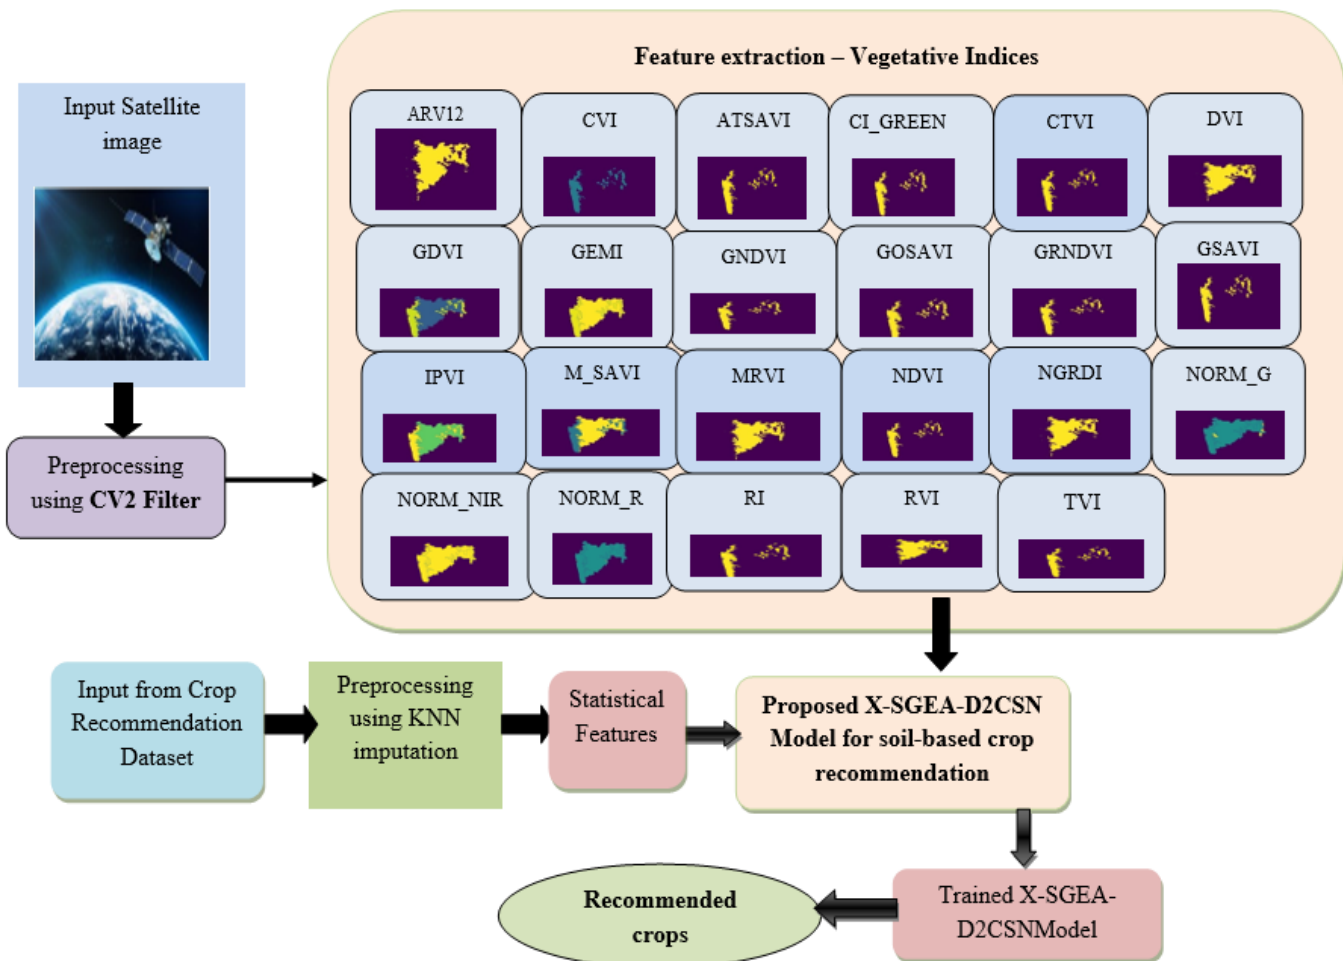 Feature extraction – Vegetative Indices
Input Satellite
image
ARV12
CVI
ATSAVI
CI_GREEN
CTVI
DVI
GDVI
GEMI
GNDVI
GOSAVI
GRNDVI
GSAVI
IPVI
M_SAVI
MRVI
NDVI
NGRDI
NORM_G
Preprocessing
using CV2 Filter
NORM_NIR
NORM_R
RI
RVI
TVI
Input from Crop
Recommendation
Dataset
Preprocessing
using KNN
imputation
Statistical
Features
Proposed X-SGEA-D2CSN
Model for soil-based crop
recommendation
Trained X-SGEA-
D2CSNModel
Recommended
crops